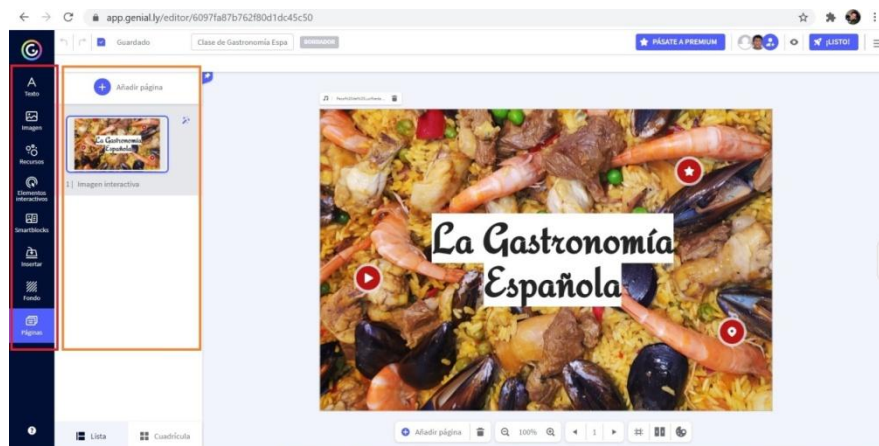 app.genial.ly/editor/6097fa87b762f80d1dc45c50
Guardado
Clase de Gastronomía Espa
BORRADOR
PÁSATE A PREMIUM
¡LISTO!
Texto
Imagen
Recursos
Elementos
interactivos
Smartblocks
Insertar
Fondo
Páginas
Añadir página
La Gastronomía
Española
1 | Imagen interactiva
Lista
Cuadrícula
La Gastronomía
Española
Añadir página
100%
1